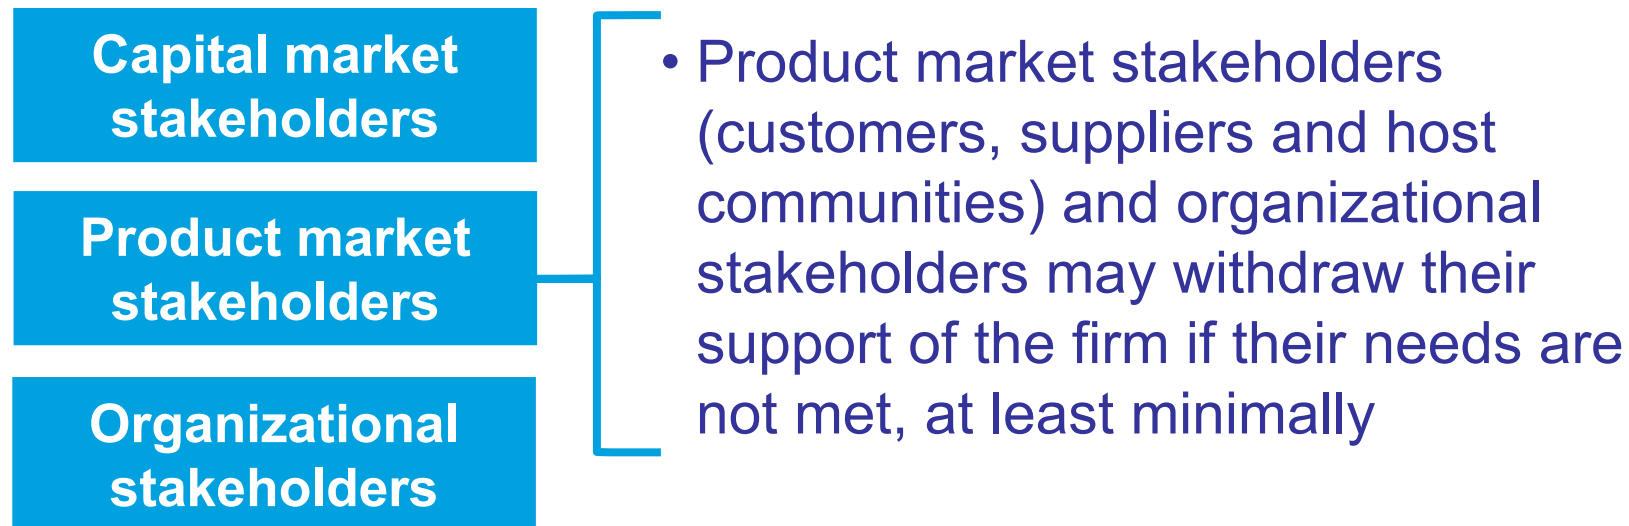 Capital market
stakeholders
Product market
stakeholders
Organizational
stakeholders
• Product market stakeholders
(customers, suppliers and host
communities) and organizational
stakeholders may withdraw their
support of the firm if their needs are
not met, at least minimally